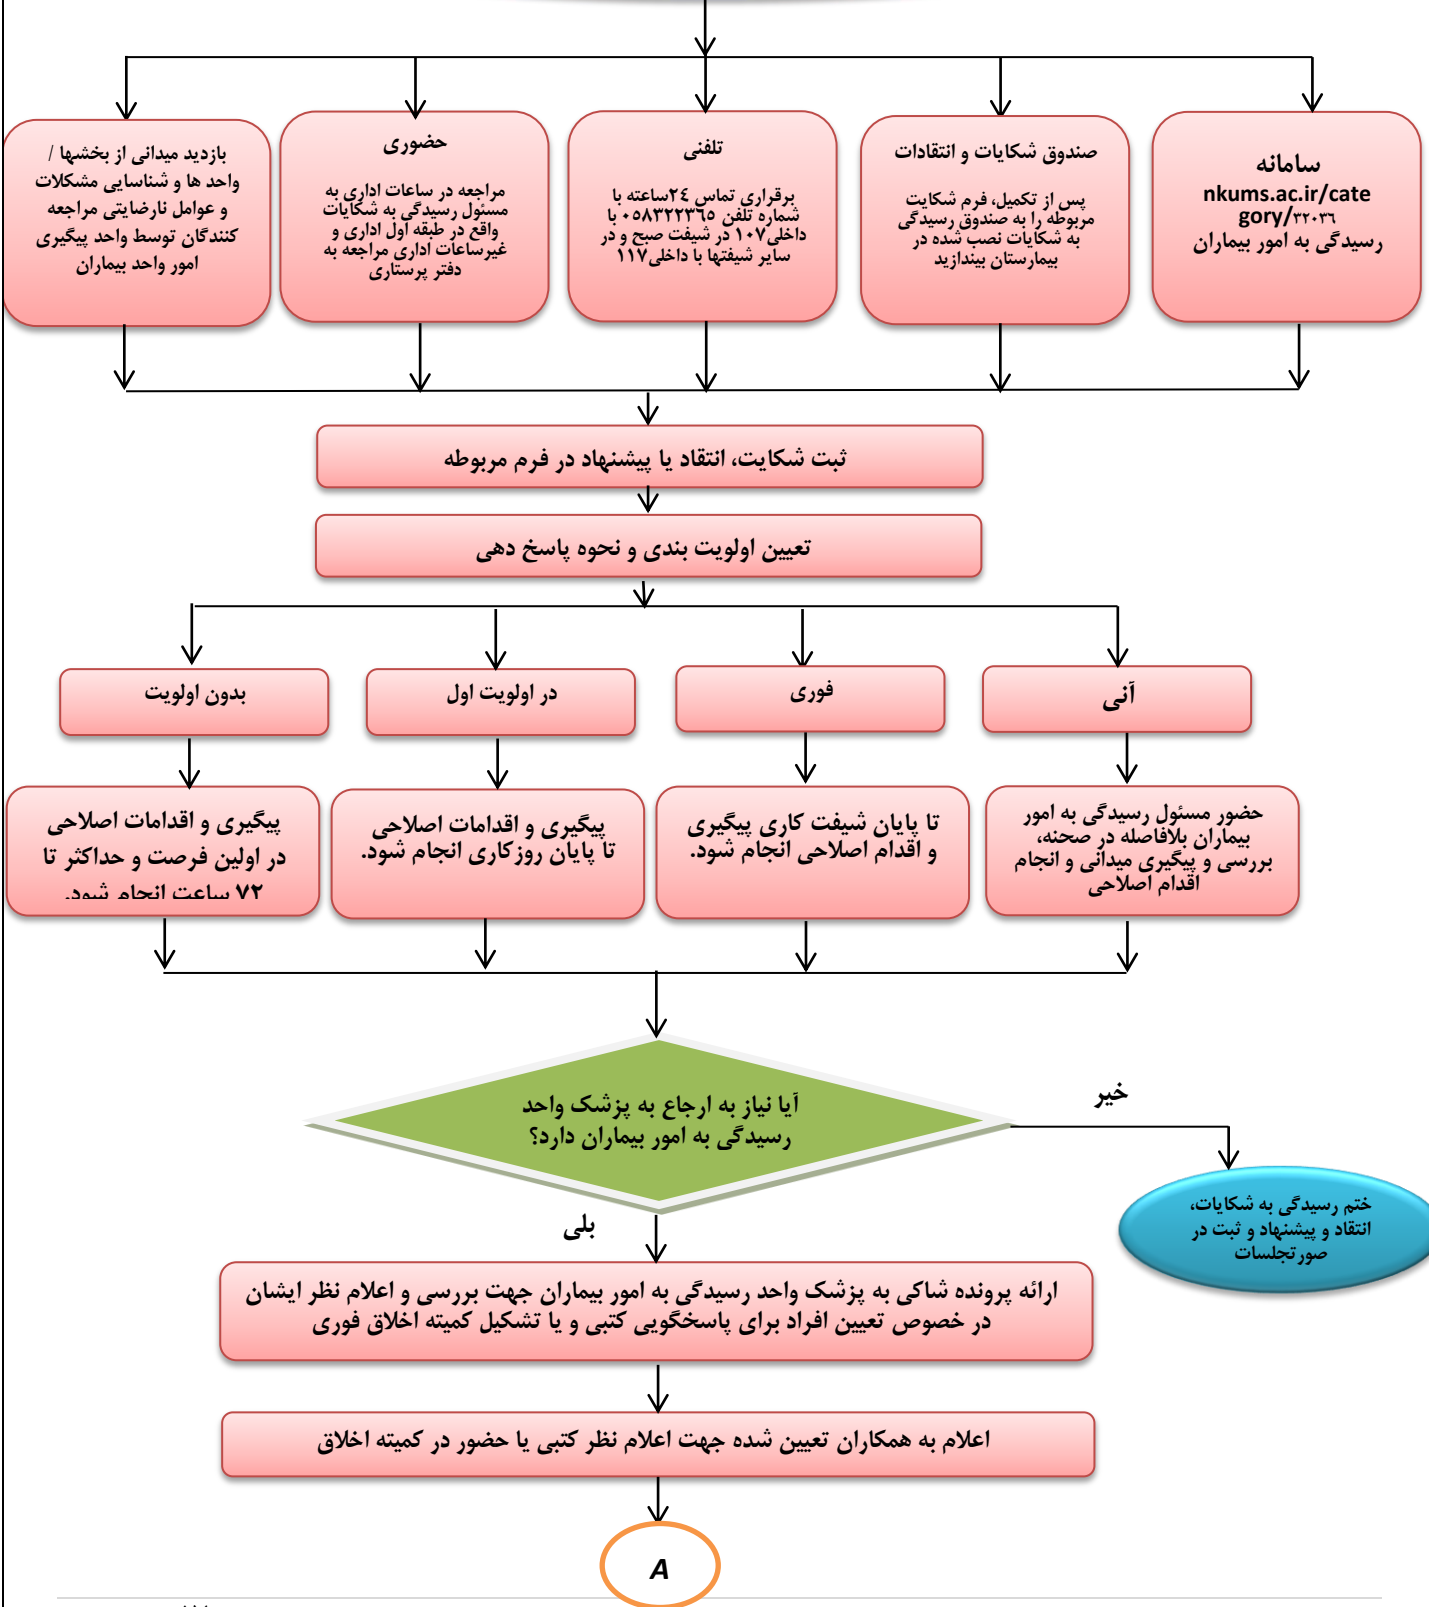 سامانه
nkums.ac.ir/cate
gory/۳۲۰۳٦
رسیدگی به امور بیماران
صندوق شکایات و انتقادات
پس از تکمیل، فرم شکایت
مربوطه را به صندوق رسیدگی
به شکایات نصب شده در
بیمارستان بیندازید
تلفنی
برقراری تماس ۲٤ساعته با
شماره تلفن ۰٥۸۳۲۲۳٦٥ با
داخلی۱۰۷ در شیفت صبح و در
سایر شیفتها با داخلی۱۱۷
حضوری
مراجعه در ساعات اداری به
مسئول رسیدگی به شکایات
واقع در طبقه اول اداری و
غیرساعات اداری مراجعه به
دفتر پرستاری
بازدید میدانی از بخشها /
واحد ها و شناسایی مشکلات
و عوامل نارضایتی مراجعه
کنندگان توسط واحد پیگیری
امور واحد بیماران
ثبت شکایت، انتقاد یا پیشنهاد در فرم مربوطه
تعیین اولویت بندی و نحوه پاسخ دهی
آنی
فوری
در اولویت اول
بدون اولویت
حضور مسئول رسیدگی به امور
بیماران بلافاصله در صحنه،
بررسی و پیگیری میدانی و انجام
اقدام اصلاحی
تا پایان شیفت کاری پیگیری
و اقدام اصلاحی انجام شود.
پیگیری و اقدامات اصلاحی
تا پایان روزکاری انجام شود.
پیگیری و اقدامات اصلاحی
در اولین فرصت و حداکثر تا
۷۲ ساعت انجام شود.
آیا نیاز به ارجاع به پزشک واحد
رسیدگی به امور بیماران دارد؟
خیر
ختم رسیدگی به شکایات،
انتقاد و پیشنهاد و ثبت در
صورتجلسات
بلی
ارائه پرونده شاکی به پزشک واحد رسیدگی به امور بیماران جهت بررسی و اعلام نظر ایشان
در خصوص تعیین افراد برای پاسخگویی کتبی و یا تشکیل کمیته اخلاق فوری
اعلام به همکاران تعیین شده جهت اعلام نظر کتبی یا حضور در کمیته اخلاق
A